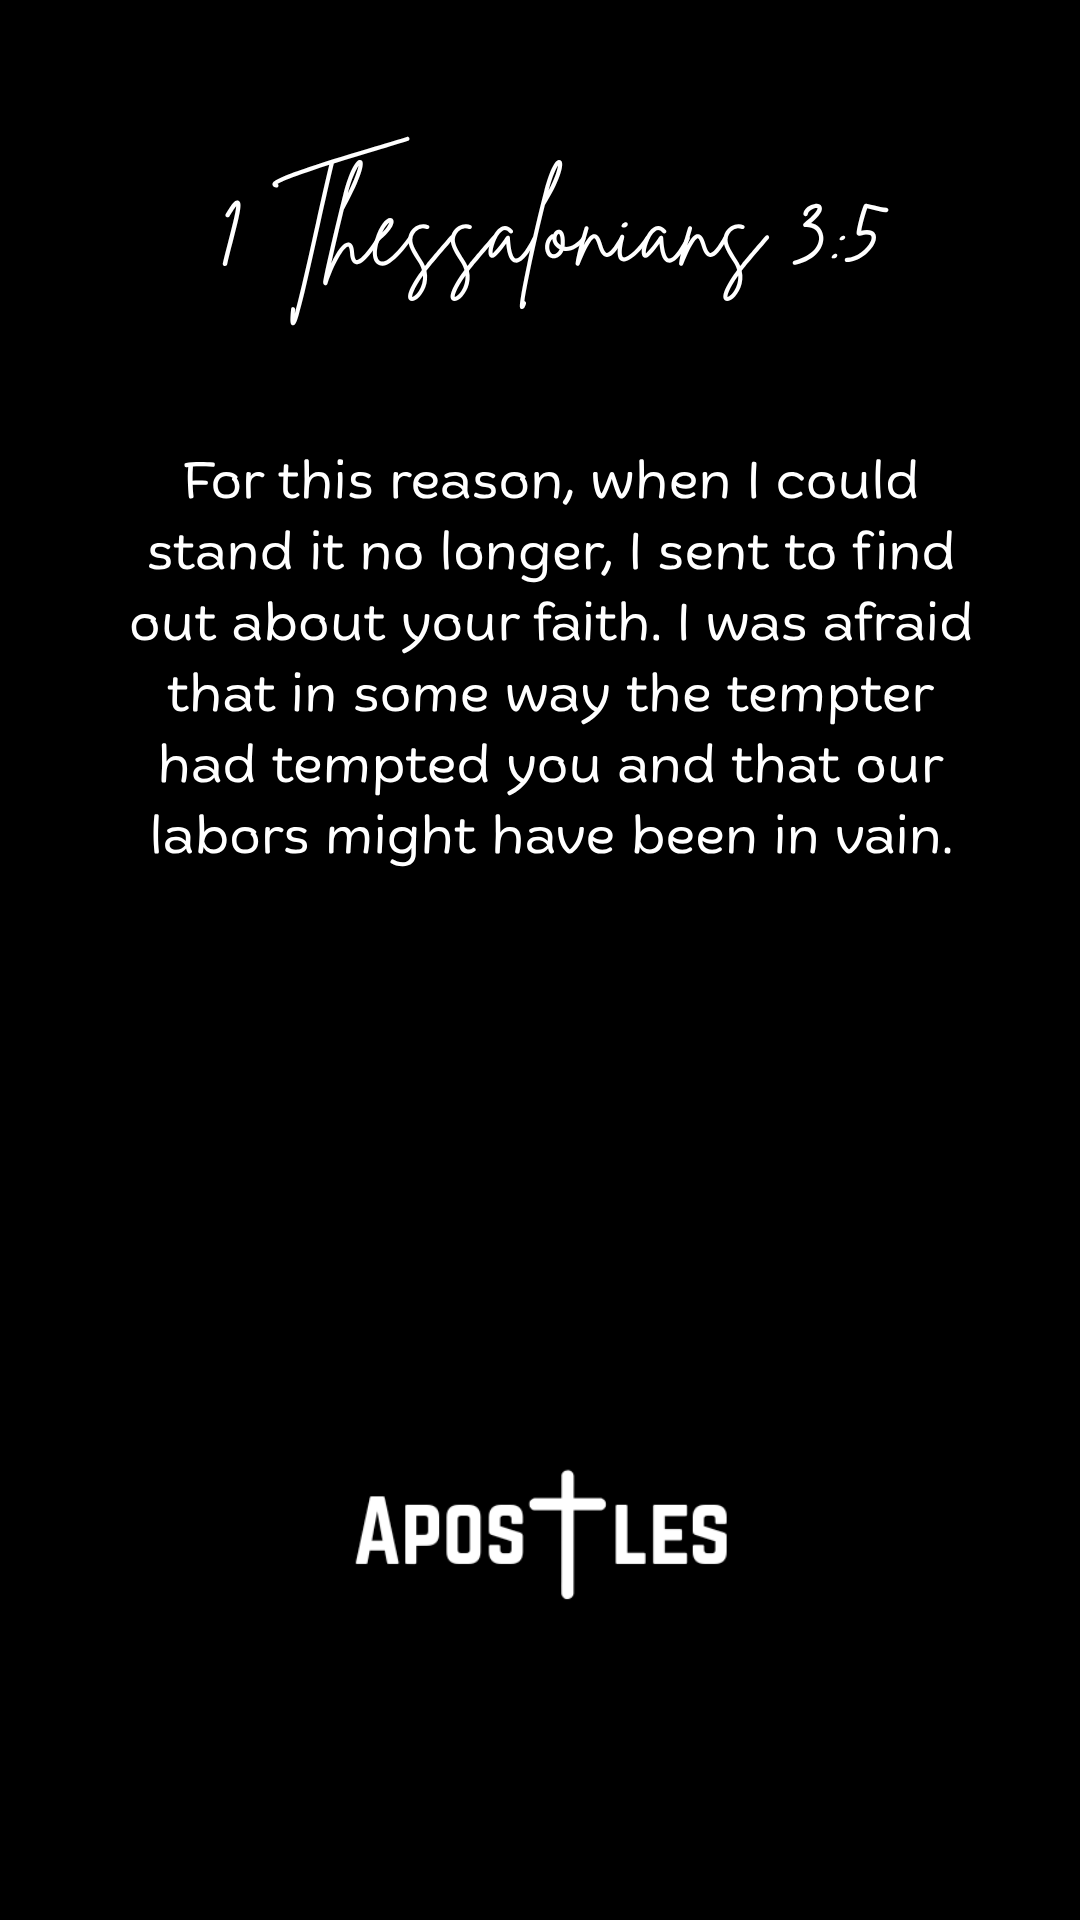 1 Thessalonians 3:5
For this reason, when I could
stand it no longer, I sent to find
out about your faith. I was afraid
that in some way the tempter
had tempted you and that our
labors might have been in vain.
APOSTLES